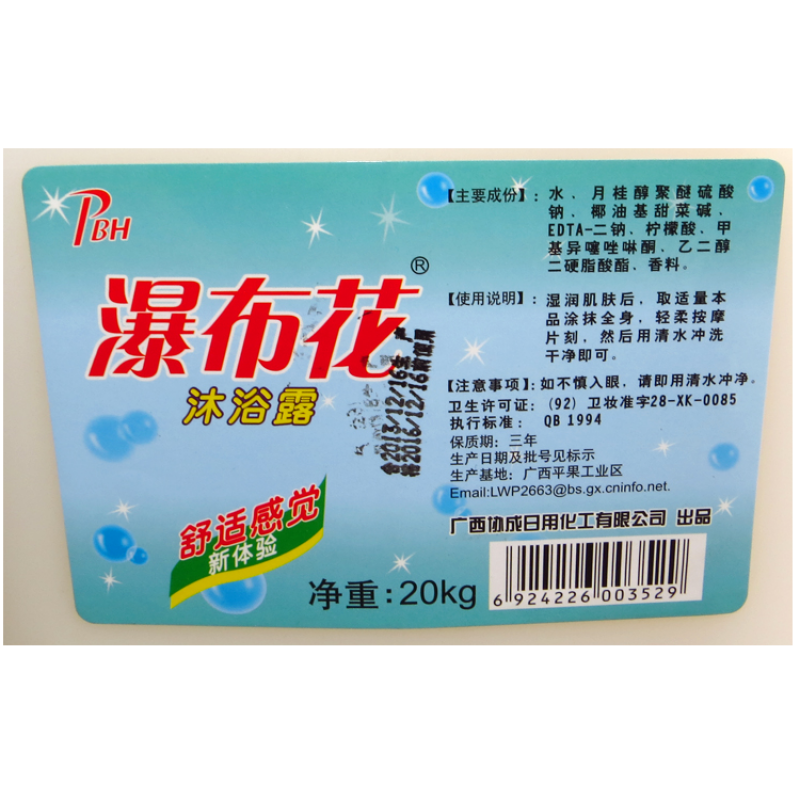 PBH
瀑布花®
沐浴露
舒适感觉
新体验
净重:20kg
2013/12/16
2016/12/16
【主要成份】:水、月桂醇聚醚硫酸
钠、椰油基甜菜碱、
EDTA-二钠、柠檬酸、甲
基异噻唑啉酮、乙二醇
二硬脂酸酯、香料。
【使用说明】:湿润肌肤后,取适量本
品涂抹全身,轻柔按摩
片刻,然后用清水冲洗
干净即可。
【注意事项】:如不慎入眼,请即用清水冲净。
卫生许可证:(92)卫妆准字28-XK-0085
执行标准: QB 1994
保质期:三年
生产日期及批号见标示
生产基地:广西平果工业区
Email:LWP2663@bs.gx.cninfo.net.
广西协成日用化工有限公司 出品
6 924226 003529